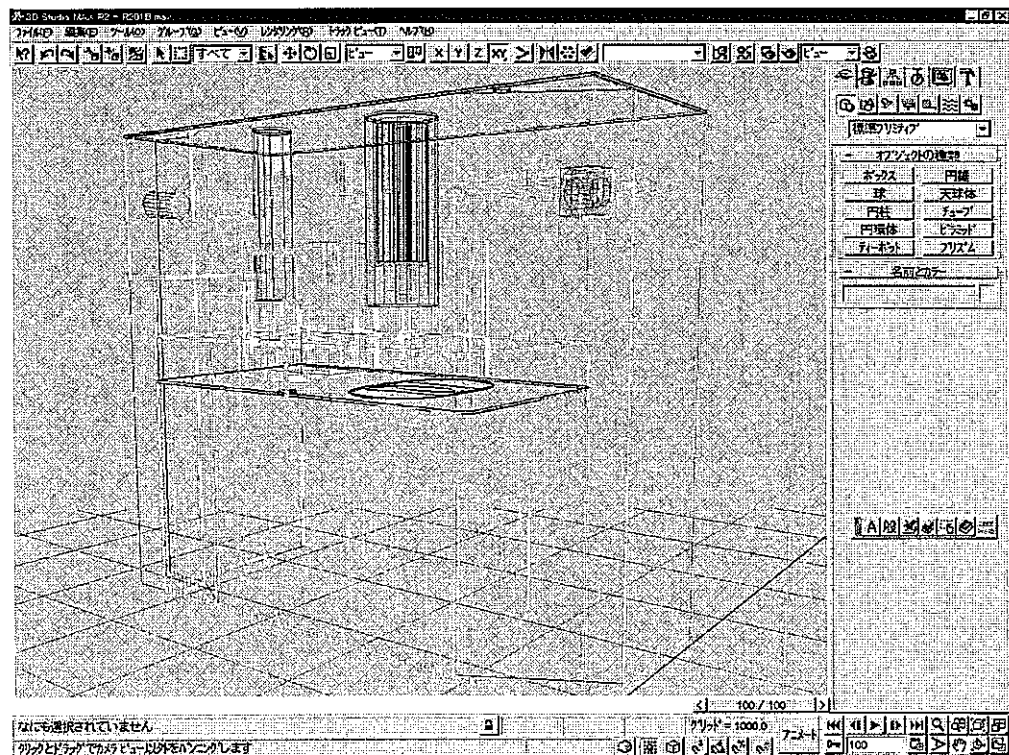 3D Studio Max R2 - R201B.max
ファイル(F) 編集(E) ツール(O) グループ(G) ビュー(V) レンダリング(R) トラックビュー(T) ヘルプ(H)
すべて ビュー X Y Z XY ビュー
標準プリミティブ
- オブジェクトの種類
ボックス 円錐
球 天球体
円柱 チューブ
円環体 ピラミッド
ティーポット プリズム
- 名前とカラー
100 / 100
なにも選択されていません
グリッド = 1000.0
アニメート
クリックとドラッグでカメラビュー以外をパンニングします
100